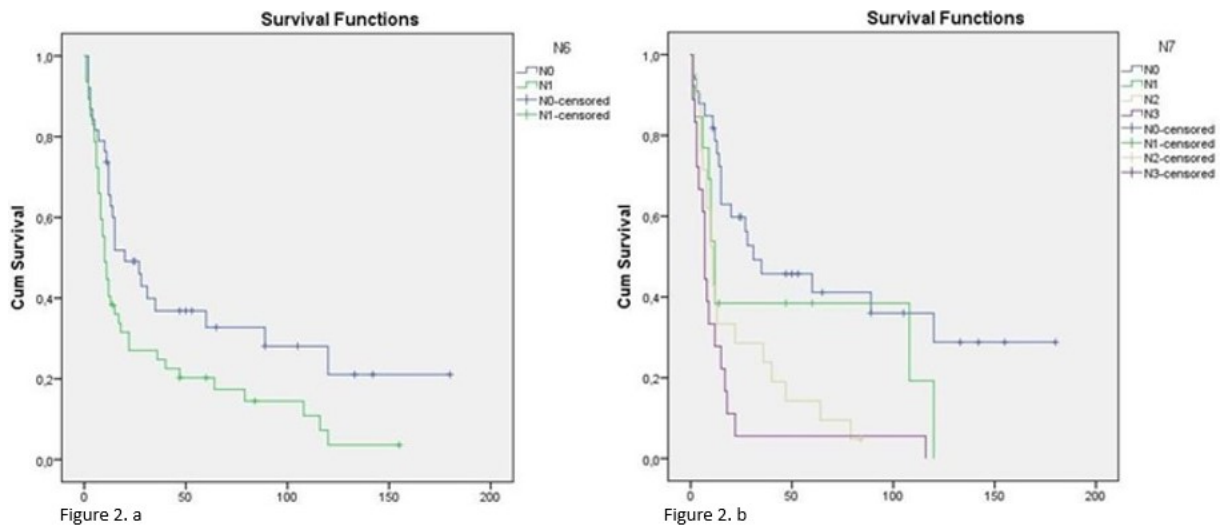 Survival Functions
N6
N0
N1
N0-censored
N1-censored
1,0
0,8
0,6
0,4
0,2
0,0
Cum Survival
0 50 100 150 200
Figure 2. a
Survival Functions
N7
N0
N1
N2
N3
N0-censored
N1-censored
N2-censored
N3-censored
1,0
0,8
0,6
0,4
0,2
0,0
Cum Survival
0 50 100 150 200
Figure 2. b